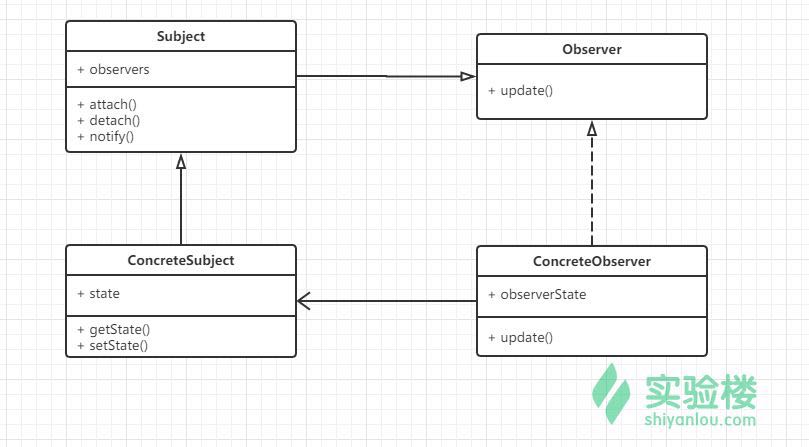 Subject
+ observers
+ attach()
+ detach()
+ notify()
Observer
+ update()
ConcreteSubject
+ state
+ getState()
+ setState()
ConcreteObserver
+ observerState
+ update()
实验楼
shiyanlou.com